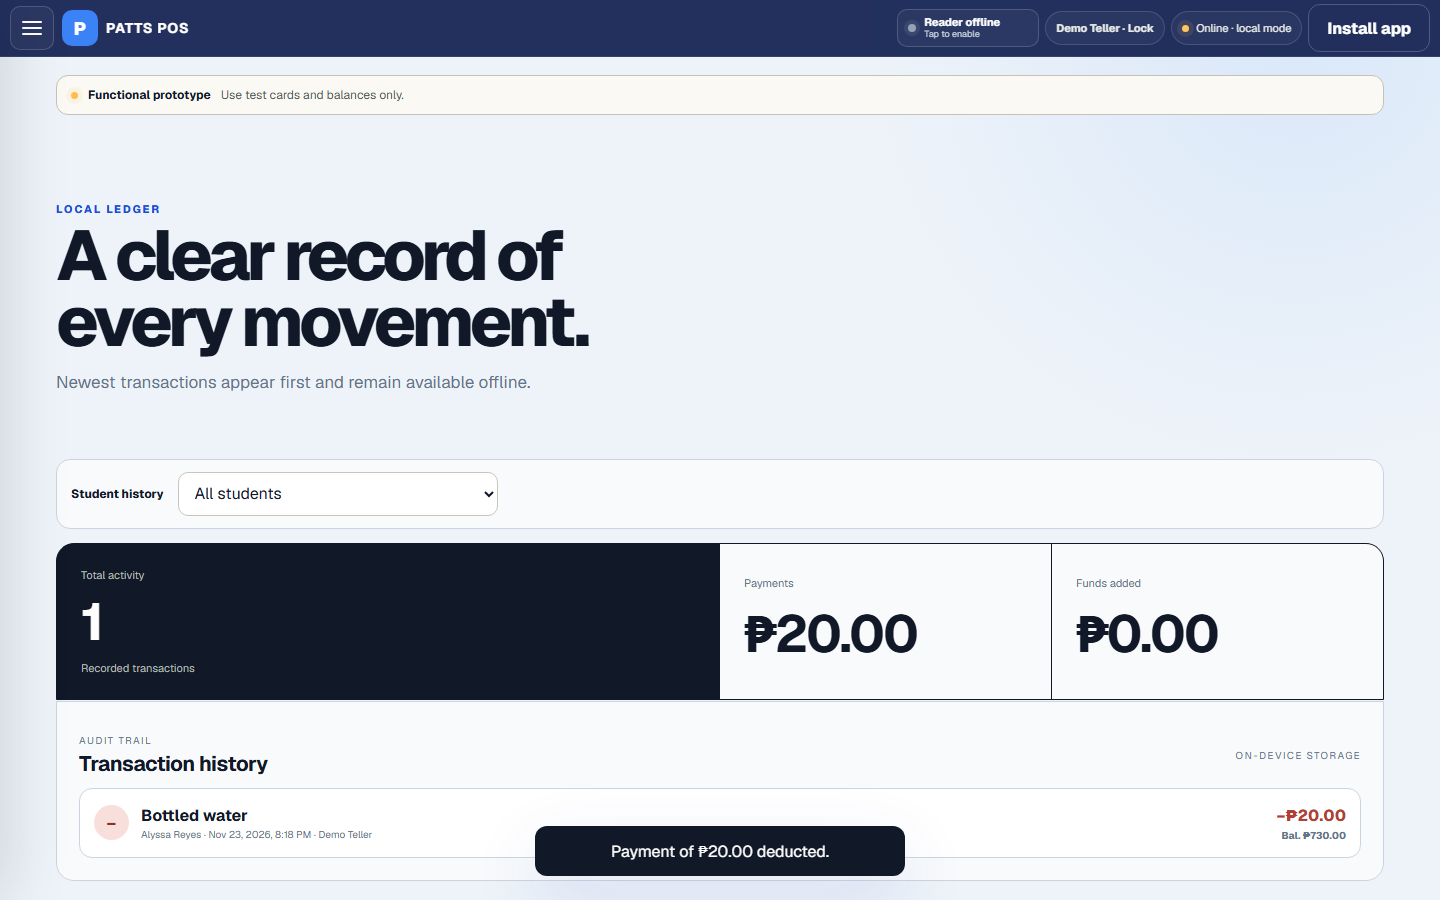 P
PATTS POS
Reader offline
Tap to enable
Demo Teller · Lock
Online · local mode
Install app
Functional prototype Use test cards and balances only.
LOCAL LEDGER
A clear record of
every movement.
Newest transactions appear first and remain available offline.
Student history
All students
Total activity
1
Recorded transactions
Payments
₱20.00
Funds added
₱0.00
AUDIT TRAIL
Transaction history
ON-DEVICE STORAGE
–
Bottled water
Alyssa Reyes · Nov 23, 2026, 8:18 PM · Demo Teller
−₱20.00
Bal. ₱730.00
Payment of ₱20.00 deducted.